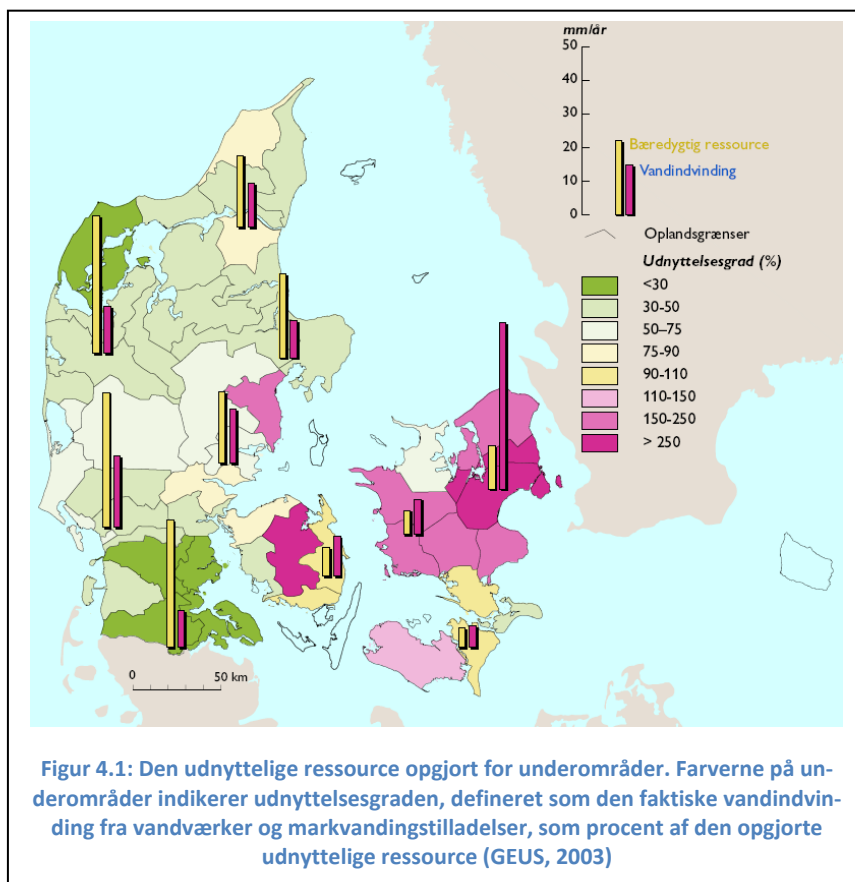 mm/år
50
40
30
20
10
0
Bæredygtig ressource
Vandindvinding
Oplandsgrænser
Udnyttelsesgrad (%)
<30
30-50
50–75
75-90
90-110
110-150
150-250
> 250
0 50 km
Figur 4.1: Den udnyttelige ressource opgjort for underområder. Farverne på un-
derområder indikerer udnyttelsesgraden, defineret som den faktiske vandindvin-
ding fra vandværker og markvandingstilladelser, som procent af den opgjorte
udnyttelige ressource (GEUS, 2003)